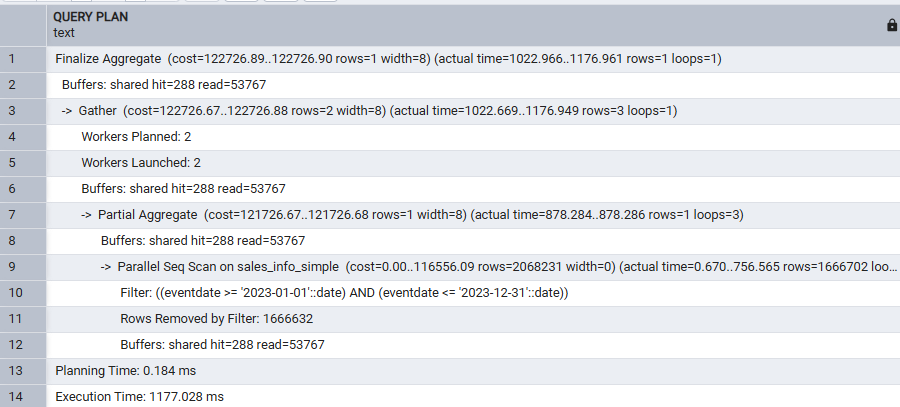 QUERY PLAN
text
1 Finalize Aggregate (cost=122726.89..122726.90 rows=1 width=8) (actual time=1022.966..1176.961 rows=1 loops=1)
2 Buffers: shared hit=288 read=53767
3 -> Gather (cost=122726.67..122726.88 rows=2 width=8) (actual time=1022.669..1176.949 rows=3 loops=1)
4 Workers Planned: 2
5 Workers Launched: 2
6 Buffers: shared hit=288 read=53767
7 -> Partial Aggregate (cost=121726.67..121726.68 rows=1 width=8) (actual time=878.284..878.286 rows=1 loops=3)
8 Buffers: shared hit=288 read=53767
9 -> Parallel Seq Scan on sales_info_simple (cost=0.00..116556.09 rows=2068231 width=0) (actual time=0.670..756.565 rows=1666702 loo...
10 Filter: ((eventdate >= '2023-01-01'::date) AND (eventdate <= '2023-12-31'::date))
11 Rows Removed by Filter: 1666632
12 Buffers: shared hit=288 read=53767
13 Planning Time: 0.184 ms
14 Execution Time: 1177.028 ms